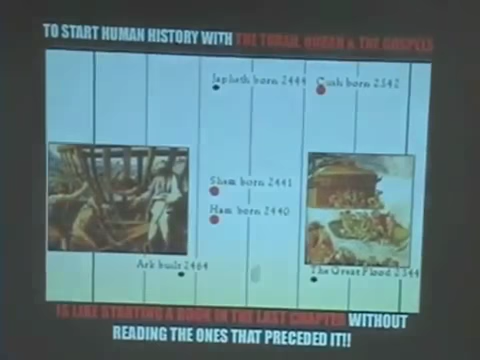 TO START HUMAN HISTORY WITH THE TORAH, QURAN & THE GOSPELS
Japheth born 2444
Cush born 2342
Sham born 2441
Ham born 2440
Ark built 2464
The Great Flood 2344
IS LIKE STARTING A BOOK IN THE LAST CHAPTER WITHOUT
READING THE ONES THAT PRECEDED IT!!